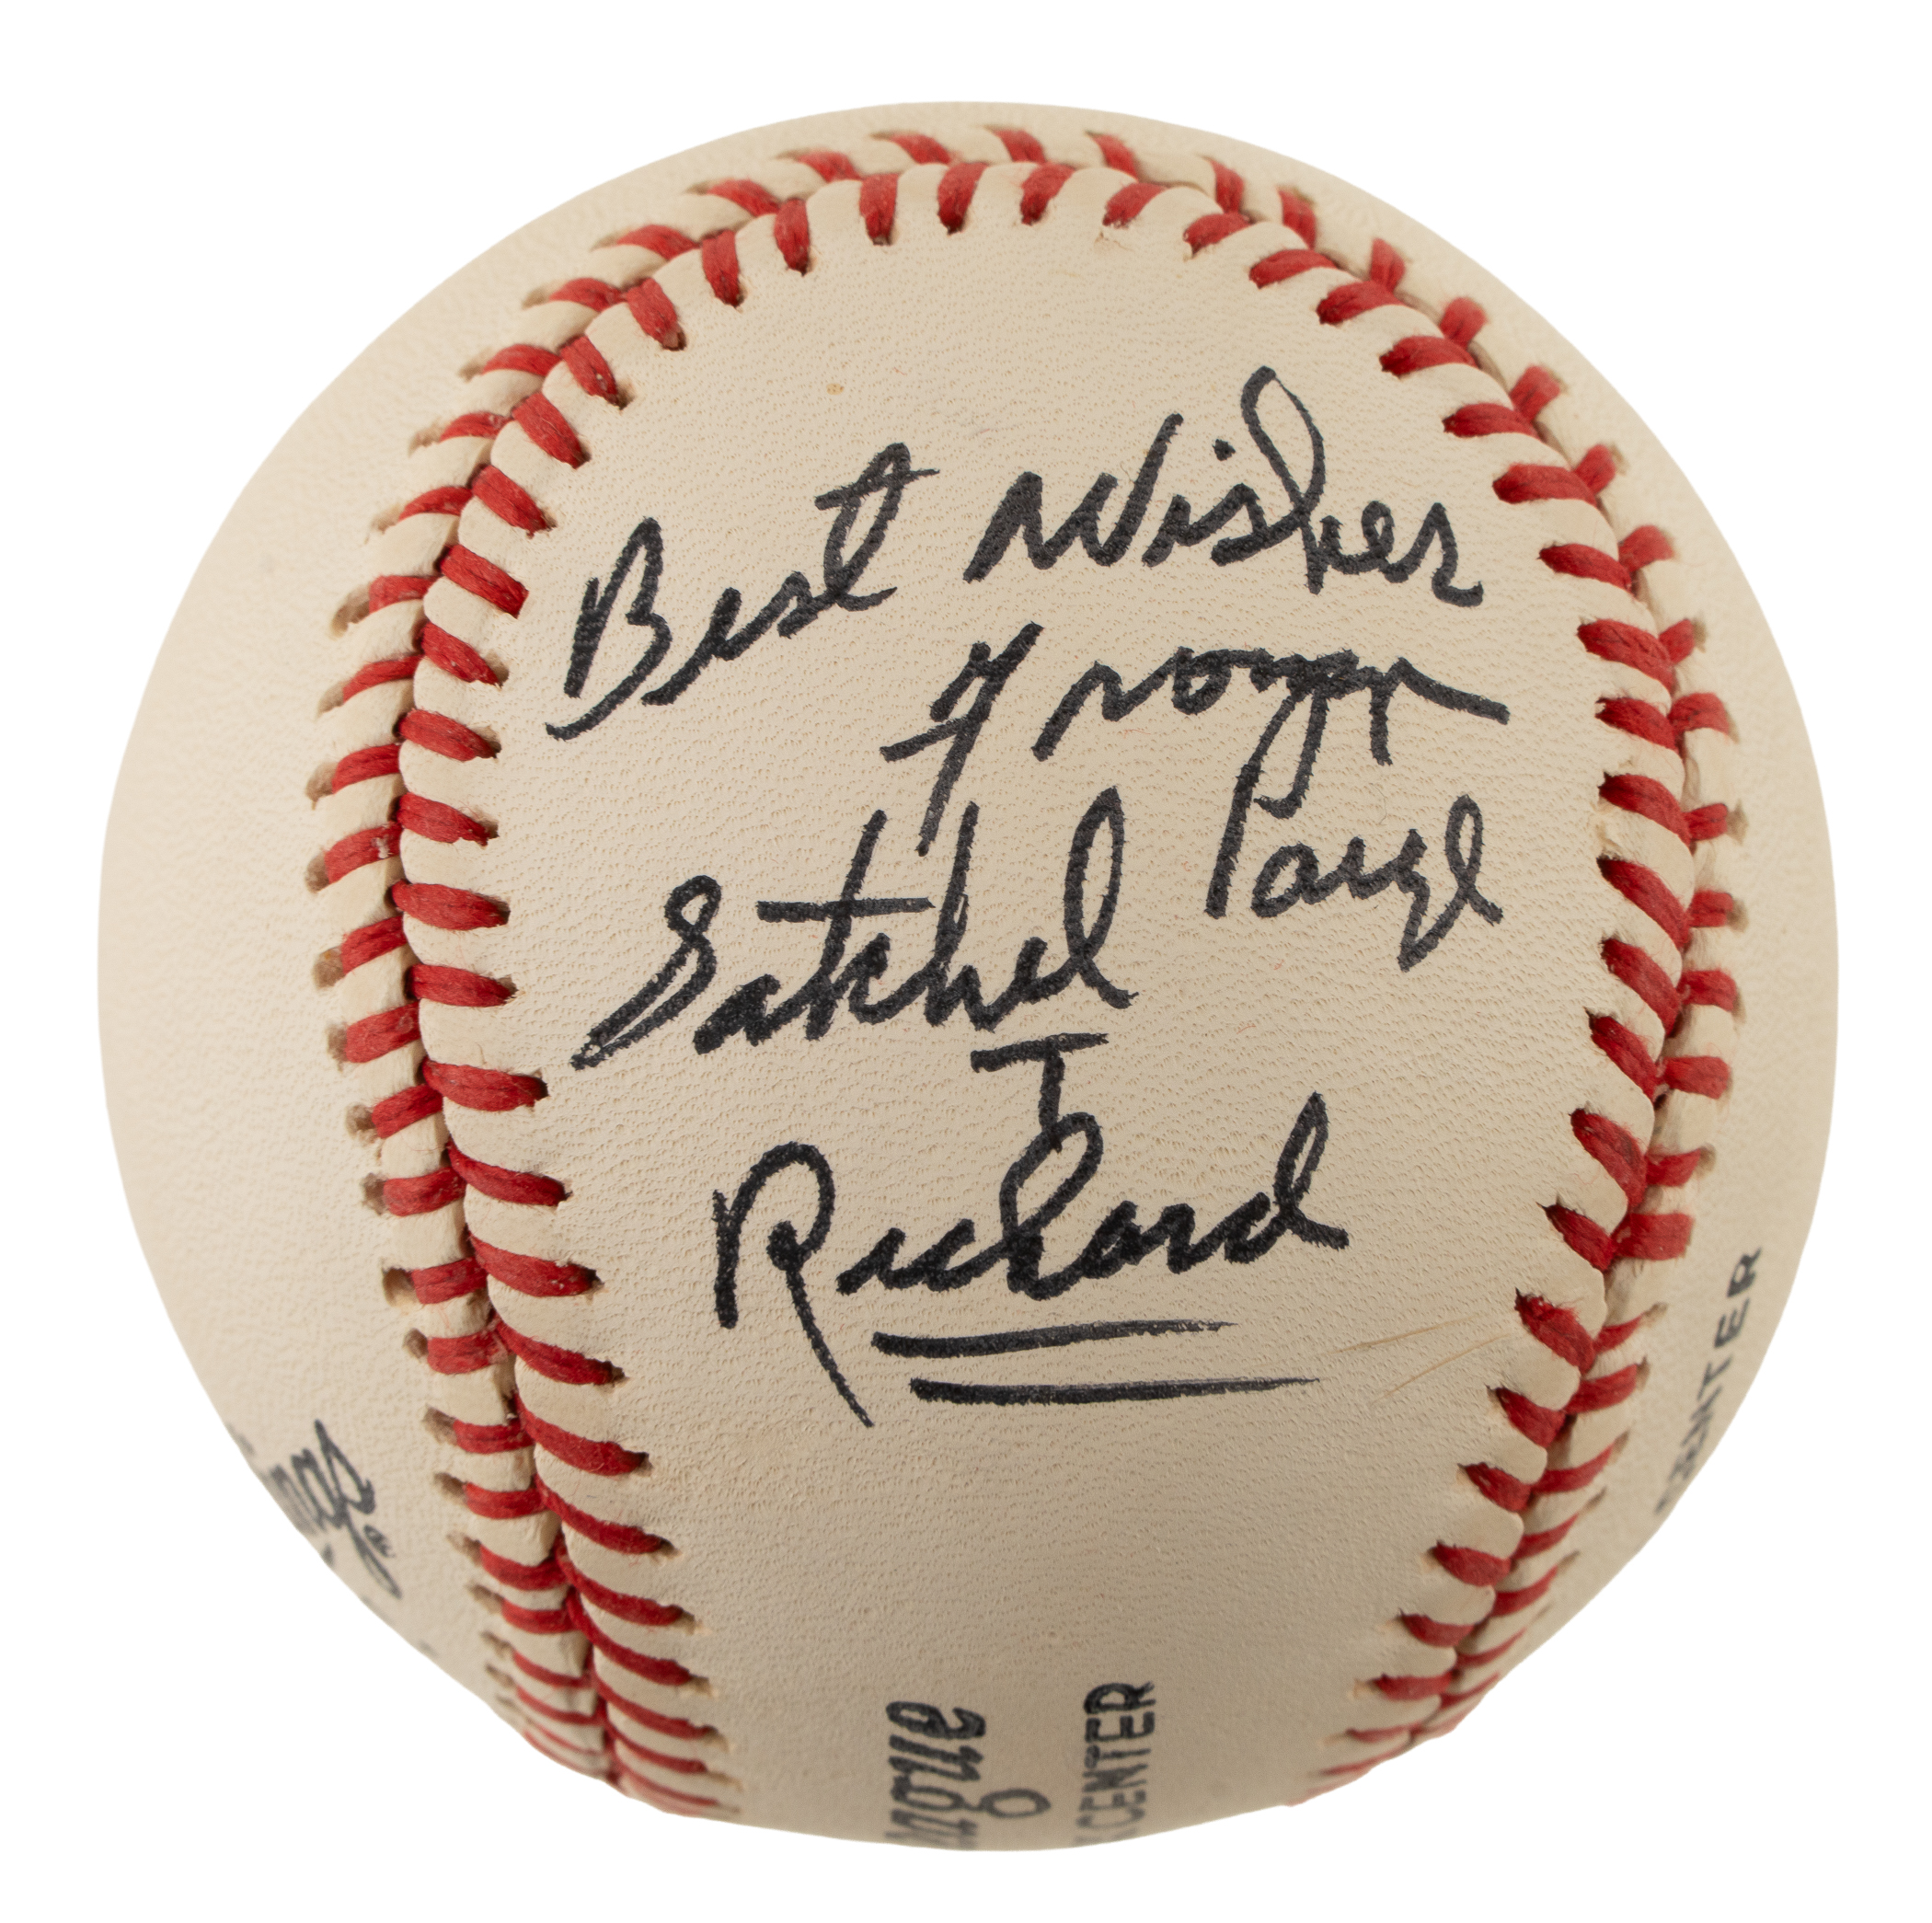 Best Wishes
From
Satchel Paige
To
Richard
CENTER
CENTER